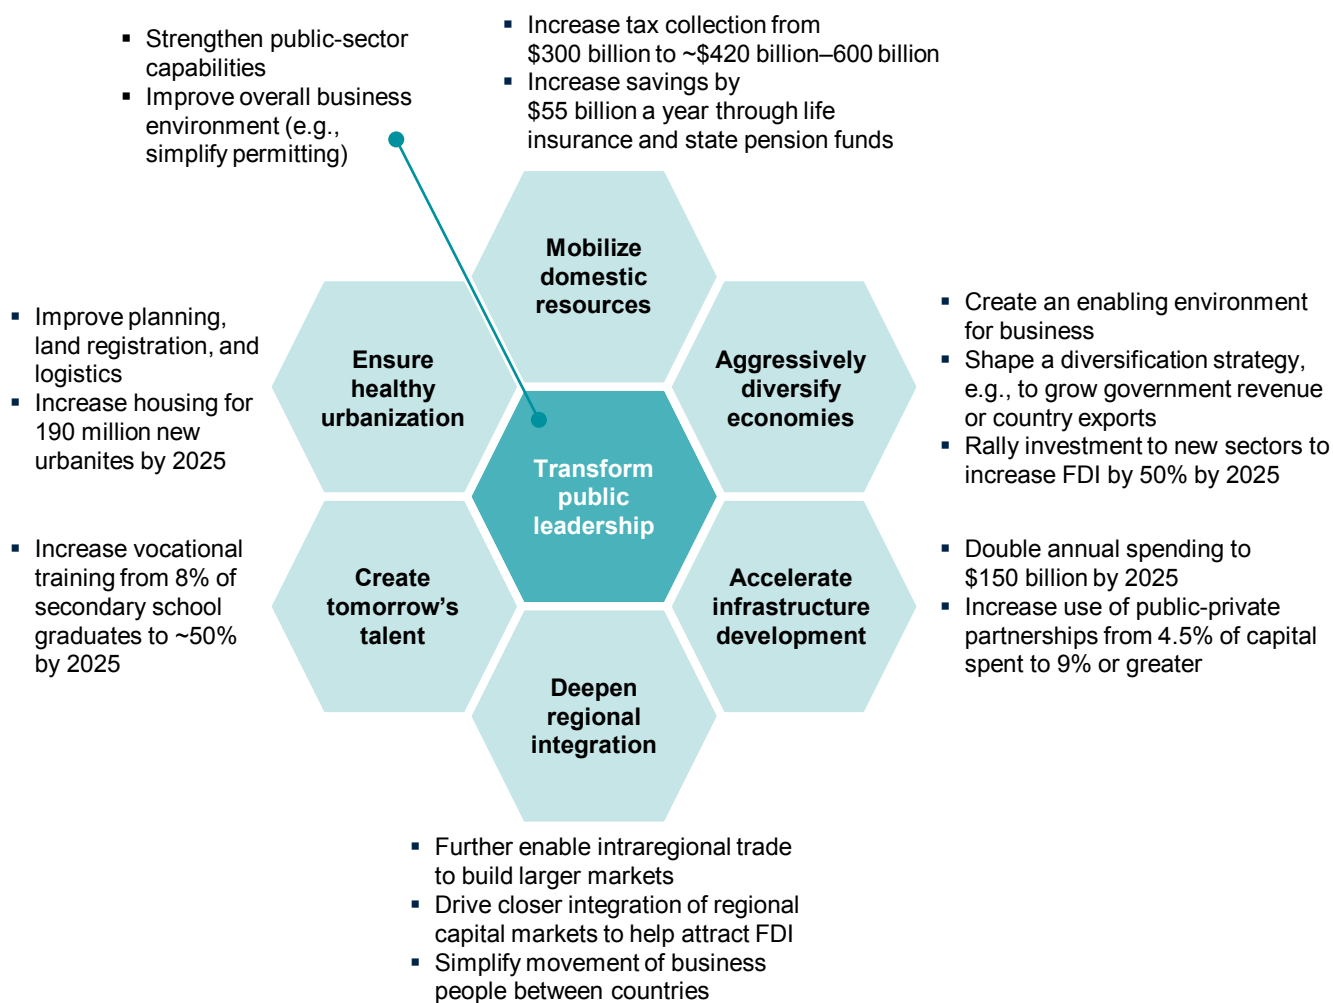 ▪ Strengthen public-sector
capabilities
▪ Improve overall business
environment (e.g.,
simplify permitting)
▪ Increase tax collection from
$300 billion to ~$420 billion–600 billion
▪ Increase savings by
$55 billion a year through life
insurance and state pension funds
Mobilize
domestic
resources
▪ Improve planning,
land registration, and
logistics
▪ Increase housing for
190 million new
urbanites by 2025
Ensure
healthy
urbanization
Aggressively
diversify
economies
▪ Create an enabling environment
for business
▪ Shape a diversification strategy,
e.g., to grow government revenue
or country exports
▪ Rally investment to new sectors to
increase FDI by 50% by 2025
Transform
public
leadership
▪ Increase vocational
training from 8% of
secondary school
graduates to ~50%
by 2025
Create
tomorrow’s
talent
Accelerate
infrastructure
development
▪ Double annual spending to
$150 billion by 2025
▪ Increase use of public-private
partnerships from 4.5% of capital
spent to 9% or greater
Deepen
regional
integration
▪ Further enable intraregional trade
to build larger markets
▪ Drive closer integration of regional
capital markets to help attract FDI
▪ Simplify movement of business
people between countries